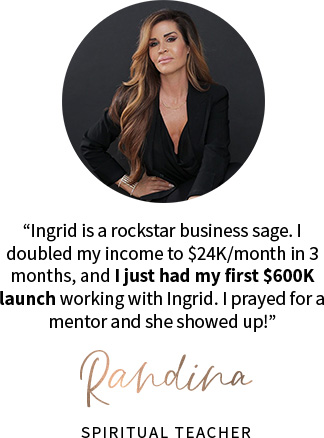 “Ingrid is a rockstar business sage. I
doubled my income to $24K/month in 3
months, and I just had my first $600K
launch working with Ingrid. I prayed for a
mentor and she showed up!”
Randina
SPIRITUAL TEACHER